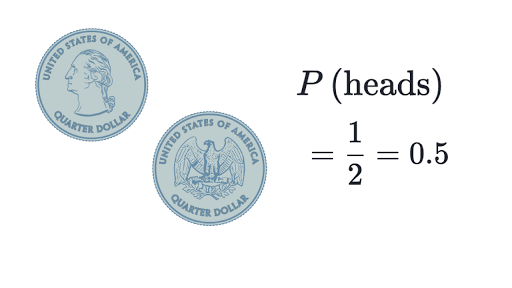 UNITED STATES OF AMERICA
QUARTER DOLLAR
UNITED STATES OF AMERICA
QUARTER DOLLAR
P (heads)
= 1/2 = 0.5